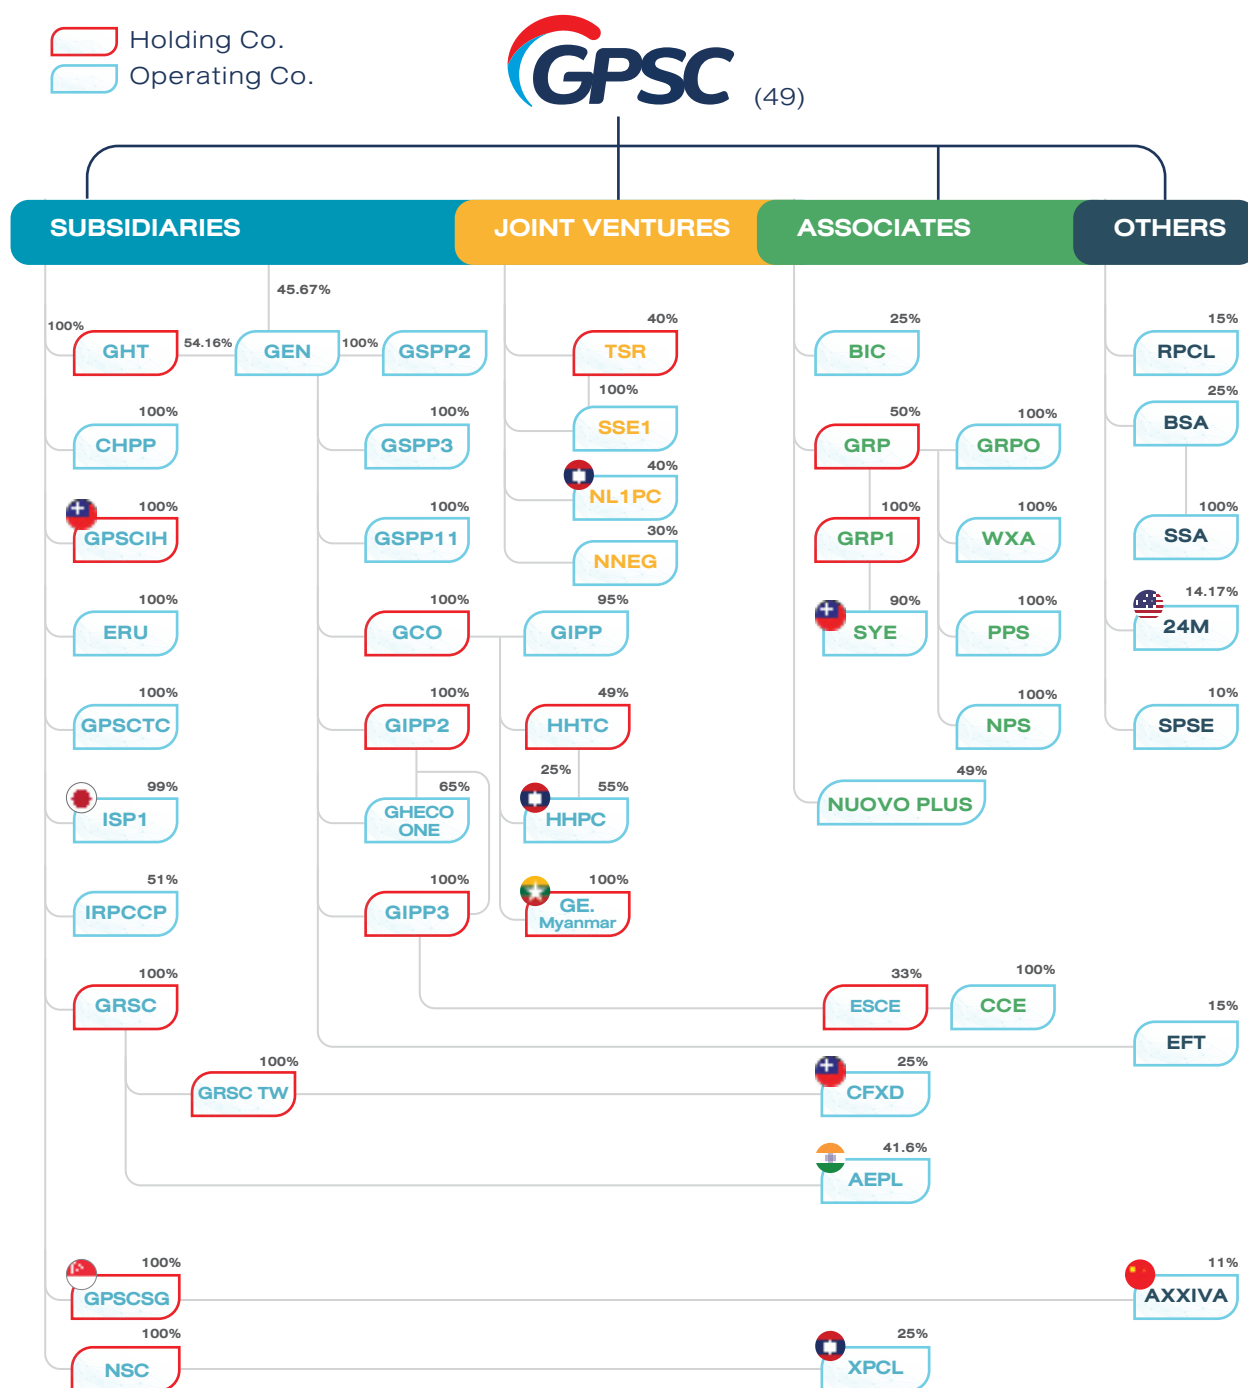 Holding Co.
Operating Co.
GPSC (49)
SUBSIDIARIES
JOINT VENTURES
ASSOCIATES
OTHERS
45.67%
100%
GHT
54.16%
GEN
100%
GSPP2
40%
TSR
25%
BIC
15%
RPCL
100%
CHPP
100%
GSPP3
100%
SSE1
50%
GRP
100%
GRPO
25%
BSA
100%
GPSCIH
100%
GSPP11
40%
NL1PC
30%
NNEG
100%
GRP1
100%
WXA
100%
SSA
100%
ERU
100%
GCO
95%
GIPP
90%
SYE
100%
PPS
14.17%
24M
100%
GPSCTC
100%
GIPP2
49%
HHTC
100%
NPS
10%
SPSE
99%
ISP1
65%
GHECO
ONE
25%
55%
HHPC
49%
NUOVO PLUS
51%
IRPCCP
100%
GIPP3
100%
GE.
Myanmar
100%
GRSC
33%
ESCE
100%
CCE
15%
EFT
100%
GRSC TW
25%
CFXD
41.6%
AEPL
100%
GPSCSG
11%
AXXIVA
100%
NSC
25%
XPCL